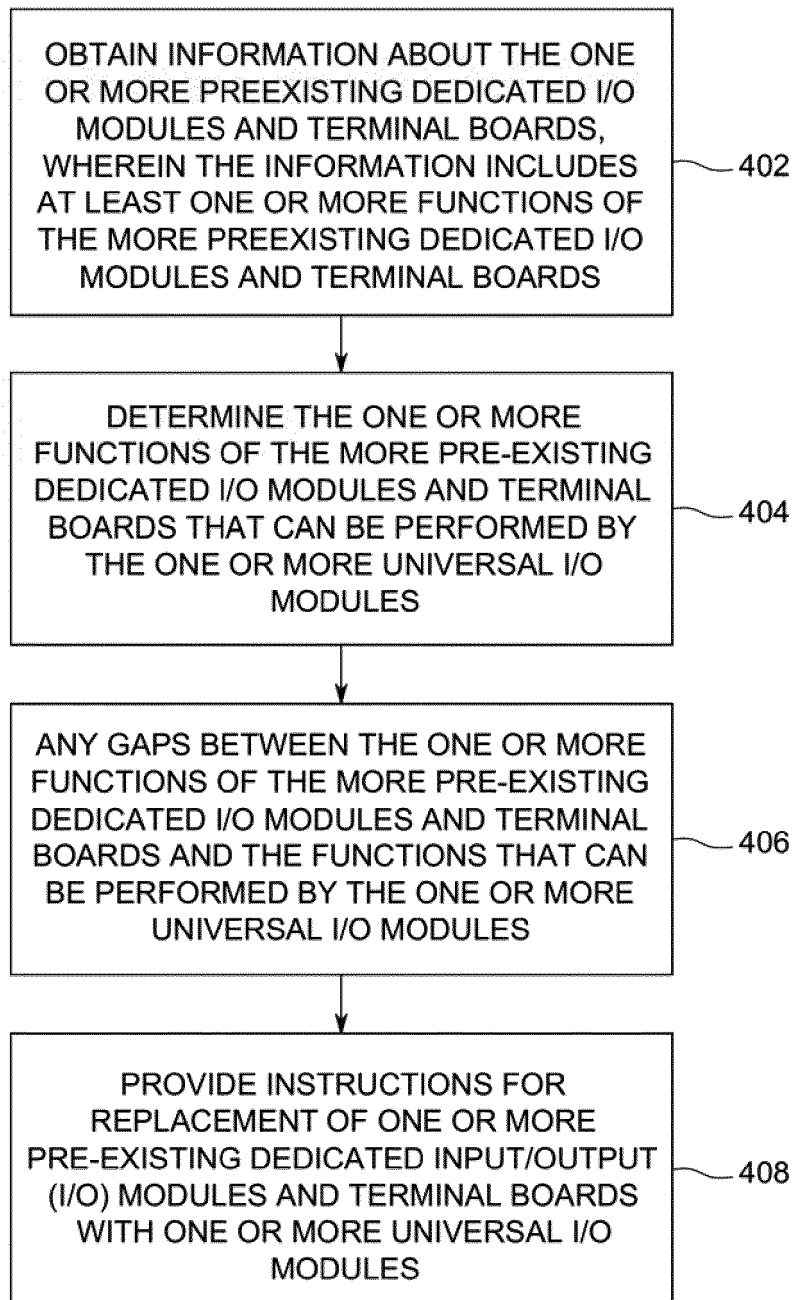 OBTAIN INFORMATION ABOUT THE ONE
OR MORE PREEXISTING DEDICATED I/O
MODULES AND TERMINAL BOARDS,
WHEREIN THE INFORMATION INCLUDES
AT LEAST ONE OR MORE FUNCTIONS OF
THE MORE PREEXISTING DEDICATED I/O
MODULES AND TERMINAL BOARDS
402
DETERMINE THE ONE OR MORE
FUNCTIONS OF THE MORE PRE-EXISTING
DEDICATED I/O MODULES AND TERMINAL
BOARDS THAT CAN BE PERFORMED BY
THE ONE OR MORE UNIVERSAL I/O
MODULES
404
ANY GAPS BETWEEN THE ONE OR MORE
FUNCTIONS OF THE MORE PRE-EXISTING
DEDICATED I/O MODULES AND TERMINAL
BOARDS AND THE FUNCTIONS THAT CAN
BE PERFORMED BY THE ONE OR MORE
UNIVERSAL I/O MODULES
406
PROVIDE INSTRUCTIONS FOR
REPLACEMENT OF ONE OR MORE
PRE-EXISTING DEDICATED INPUT/OUTPUT
(I/O) MODULES AND TERMINAL BOARDS
WITH ONE OR MORE UNIVERSAL I/O
MODULES
408